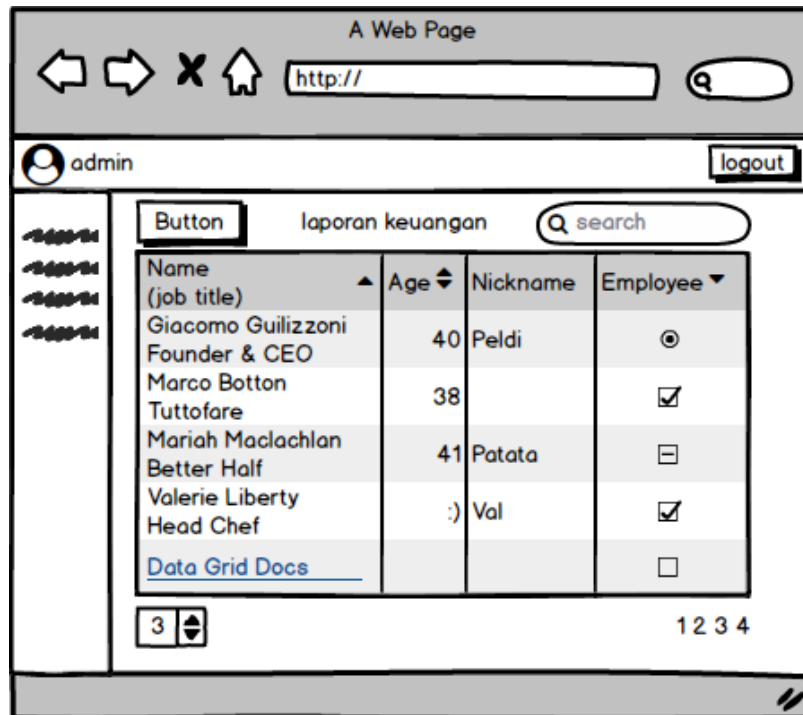 A Web Page
http://
admin
logout
Button
laporan keuangan
search
Name
(job title)
Age
Nickname
Employee
Giacomo Guilizzoni
Founder & CEO
40
Peldi
Marco Botton
Tuttofare
38
Mariah Maclachlan
Better Half
41
Patata
Valerie Liberty
Head Chef
:)
Val
Data Grid Docs
3
1 2 3 4